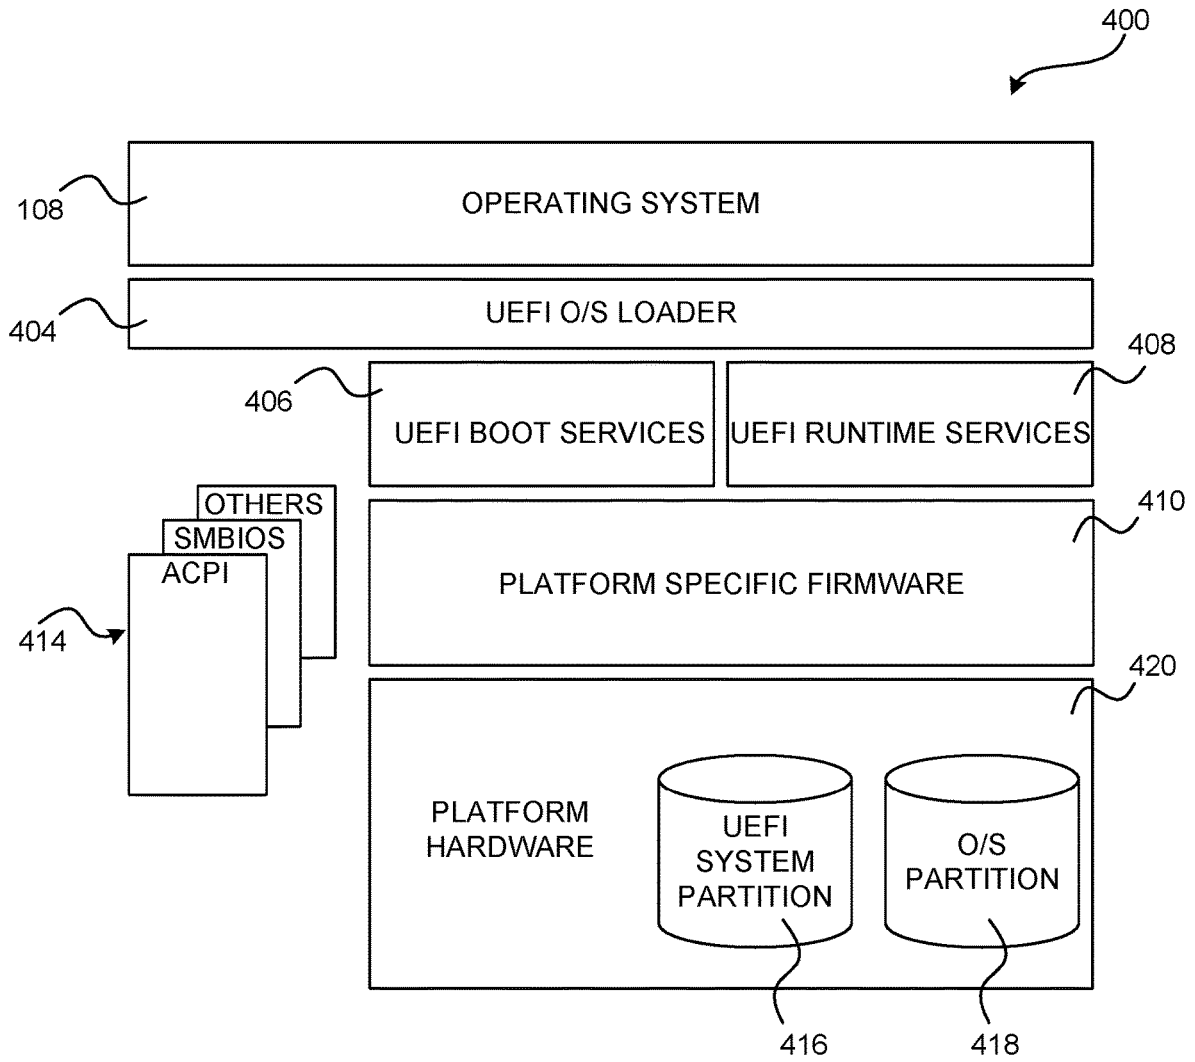 400
OPERATING SYSTEM
108
UEFI O/S LOADER
404
408
406
UEFI BOOT SERVICES
UEFI RUNTIME SERVICES
OTHERS
SMBIOS
ACPI
410
PLATFORM SPECIFIC FIRMWARE
414
420
PLATFORM
HARDWARE
UEFI
SYSTEM
PARTITION
O/S
PARTITION
416
418